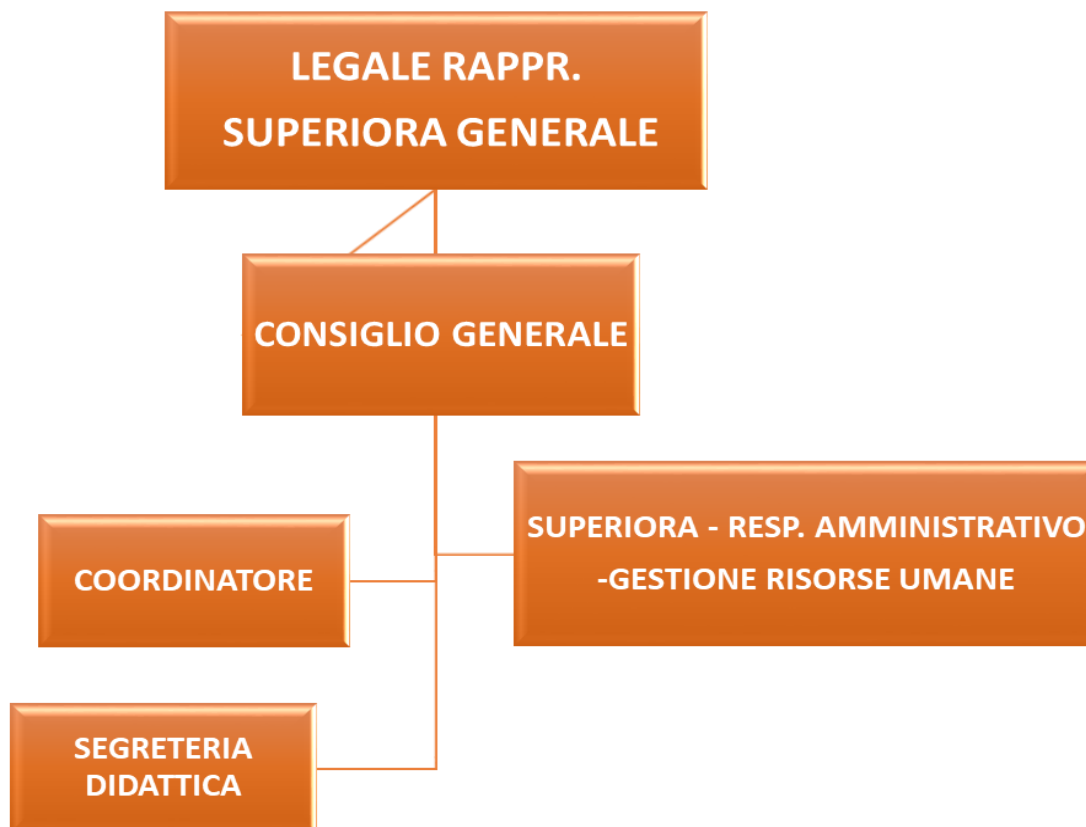 LEGALE RAPPR.
SUPERIORA GENERALE
CONSIGLIO GENERALE
SUPERIORA - RESP. AMMINISTRATIVO
-GESTIONE RISORSE UMANE
COORDINATORE
SEGRETERIA
DIDATTICA